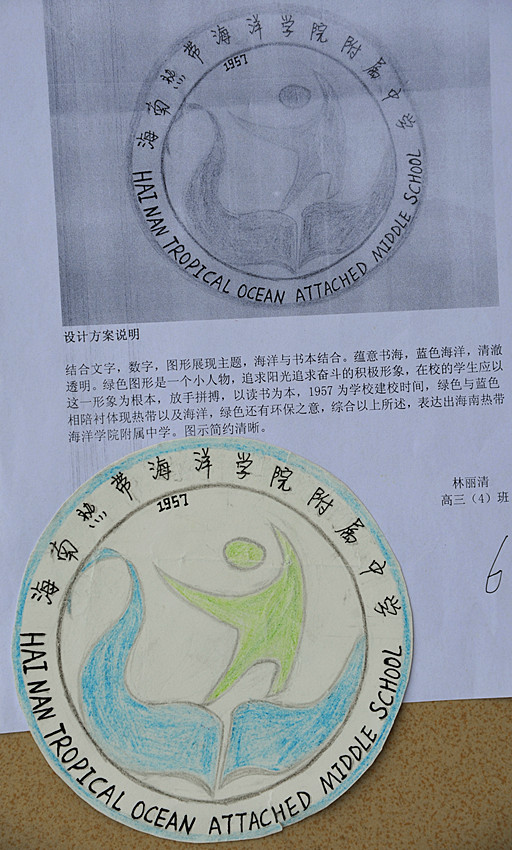 海南热带海洋学院附属中学
1957
HAI NAN TROPICAL OCEAN ATTACHED MIDDLE SCHOOL
设计方案说明
结合文字，数字，图形展现主题，海洋与书本结合。蕴意书海，蓝色海洋，清澈
透明。绿色图形是一个小人物，追求阳光追求奋斗的积极形象，在校的学生应以
这一形象为根本，放手拼搏，以读书为本，1957为学校建校时间，绿色与蓝色
相陪衬体现热带以及海洋，绿色还有环保之意，综合以上所述，表达出海南热带
海洋学院附属中学。图示简约清晰。
林丽清
高三（4）班
6
海南热带海洋学院附属中学
1957
HAI NAN TROPICAL OCEAN ATTACHED MIDDLE SCHOOL